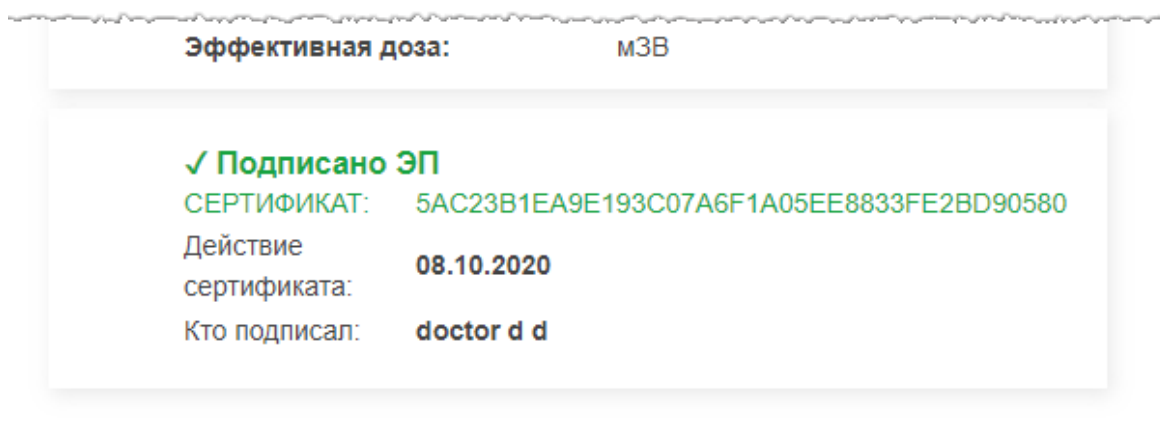 Эффективная доза: мЗВ
✓ Подписано ЭП
СЕРТИФИКАТ: 5AC23B1EA9E193C07A6F1A05EE8833FE2BD90580
Действие
сертификата: 08.10.2020
Кто подписал: doctor d d